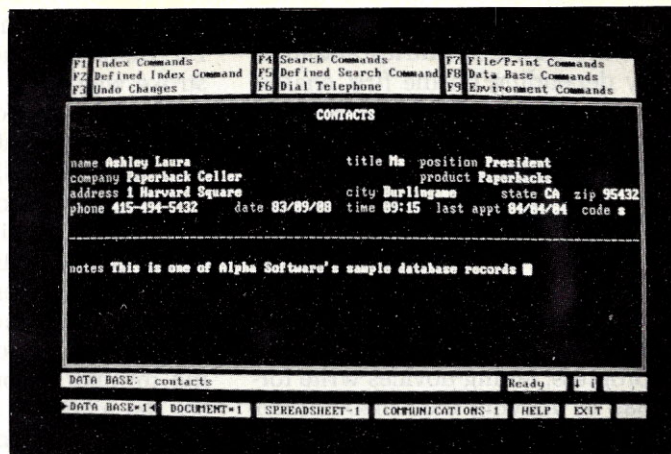 F1 Index Commands F4 Search Commands F7 File/Print Commands
F2 Defined Index Command F5 Defined Search Command F8 Data Base Commands
F3 Undo Changes F6 Dial Telephone F9 Environment Commands
CONTACTS
name Ashley Laura title Ms position President
company Paperback Celler product Paperbacks
address 1 Harvard Square city Burlingame state CA zip 95432
phone 415-494-5432 date 83/09/88 time 09:15 last appt 84/84/84 code s
notes This is one of Alpha Software's sample database records
DATA BASE: contacts Ready ↓ i
DATA BASE-1 DOCUMENT-1 SPREADSHEET-1 COMMUNICATIONS-1 HELP EXIT